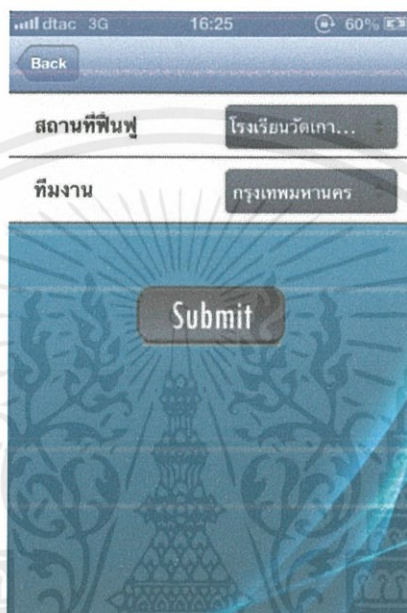 dtac 3G 16:25 60%
Back
สถานที่ฟื้นฟู โรงเรียนวัดเกา...
ทีมงาน กรุงเทพมหานคร
Submit